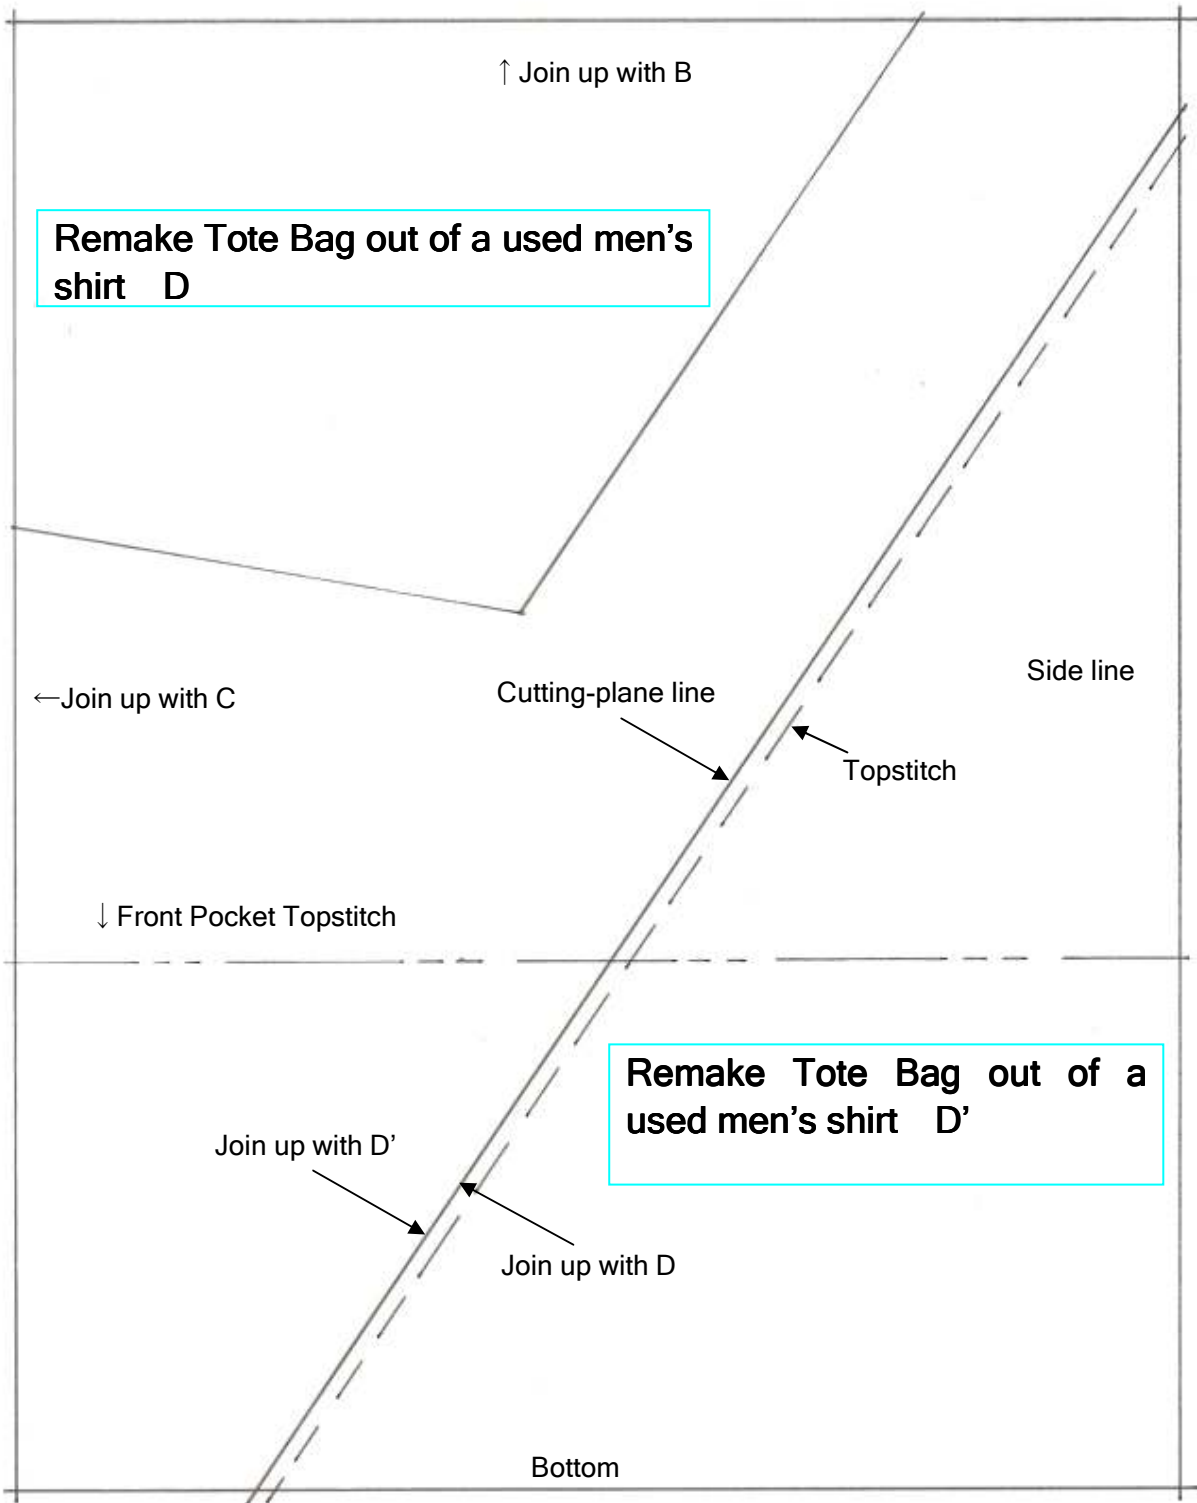 ↑ Join up with B
Remake Tote Bag out of a used men’s
shirt D
Side line
←Join up with C
Cutting-plane line
Topstitch
↓ Front Pocket Topstitch
Remake Tote Bag out of a
used men’s shirt D’
Join up with D’
Join up with D
Bottom